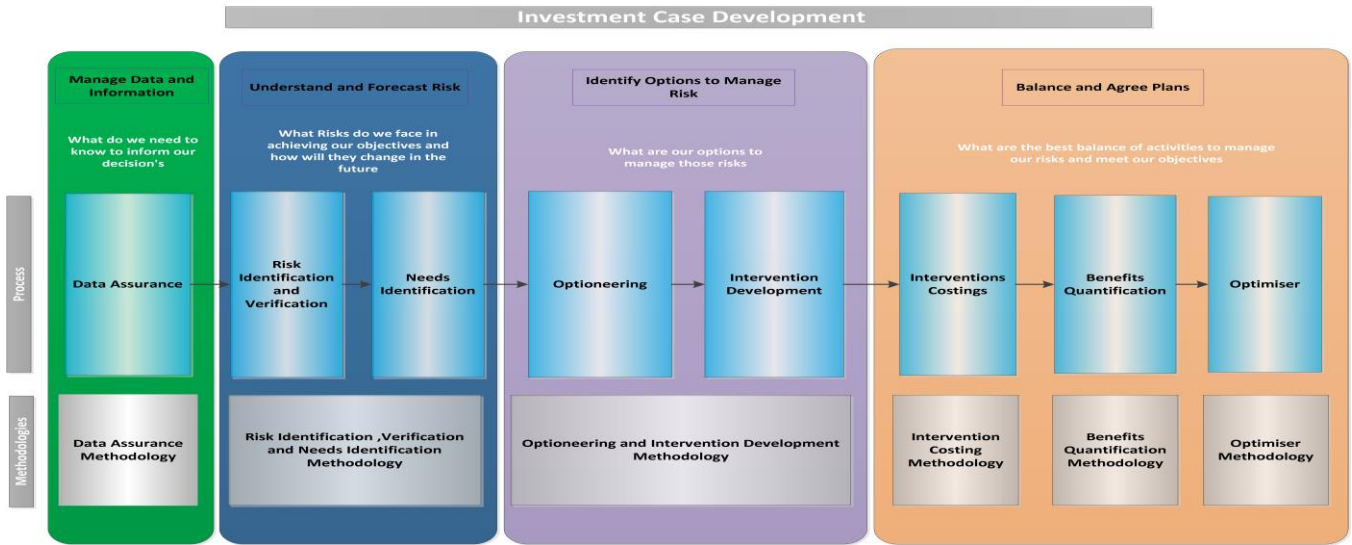 Investment Case Development
Manage Data and
Information
Understand and Forecast Risk
Identify Options to Manage
Risk
Balance and Agree Plans
What do we need to
know to inform our
decision's
What Risks do we face in
achieving our objectives and
how will they change in the
future
What are our options to
manage those risks
What are the best balance of activities to manage
our risks and meet our objectives
Process
Data Assurance
Risk
Identification
and
Verification
Needs
Identification
Optioneering
Intervention
Development
Interventions
Costings
Benefits
Quantification
Optimiser
Methodologies
Data Assurance
Methodology
Risk Identification ,Verification
and Needs Identification
Methodology
Optioneering and Intervention Development
Methodology
Intervention
Costing
Methodology
Benefits
Quantification
Methodology
Optimiser
Methodology